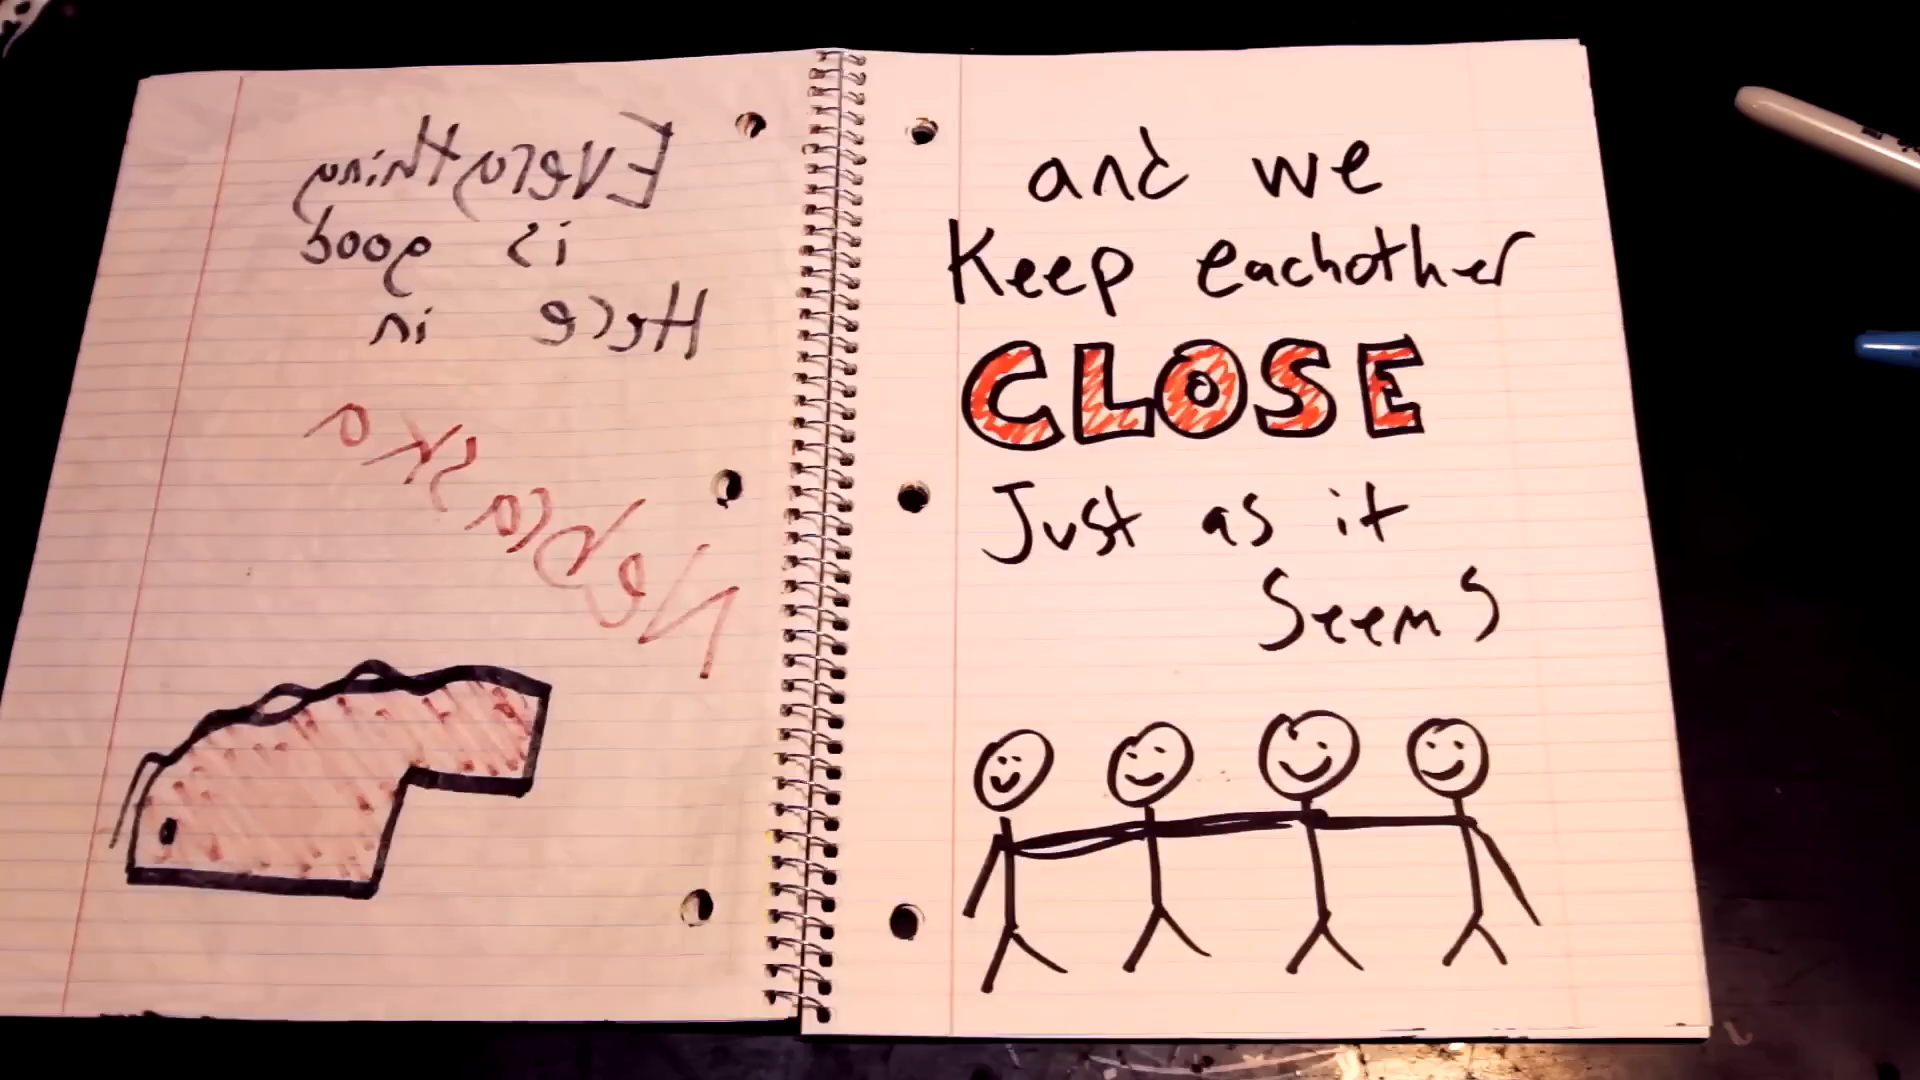 Everything
is good
Here in
Nebraska
and we
Keep eachother
CLOSE
Just as it
Seems